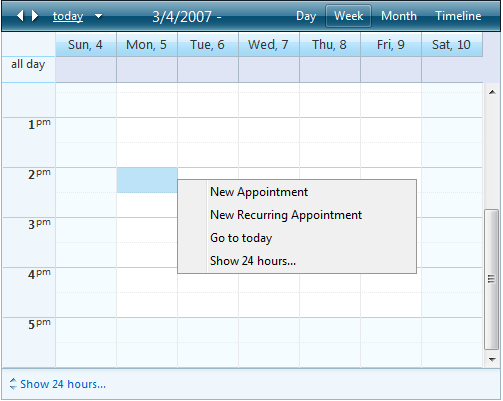 today 3/4/2007 - Day Week Month Timeline
Sun, 4 Mon, 5 Tue, 6 Wed, 7 Thu, 8 Fri, 9 Sat, 10
all day
1 pm
2 pm
New Appointment
New Recurring Appointment
3 pm
Go to today
Show 24 hours...
4 pm
5 pm
Show 24 hours...